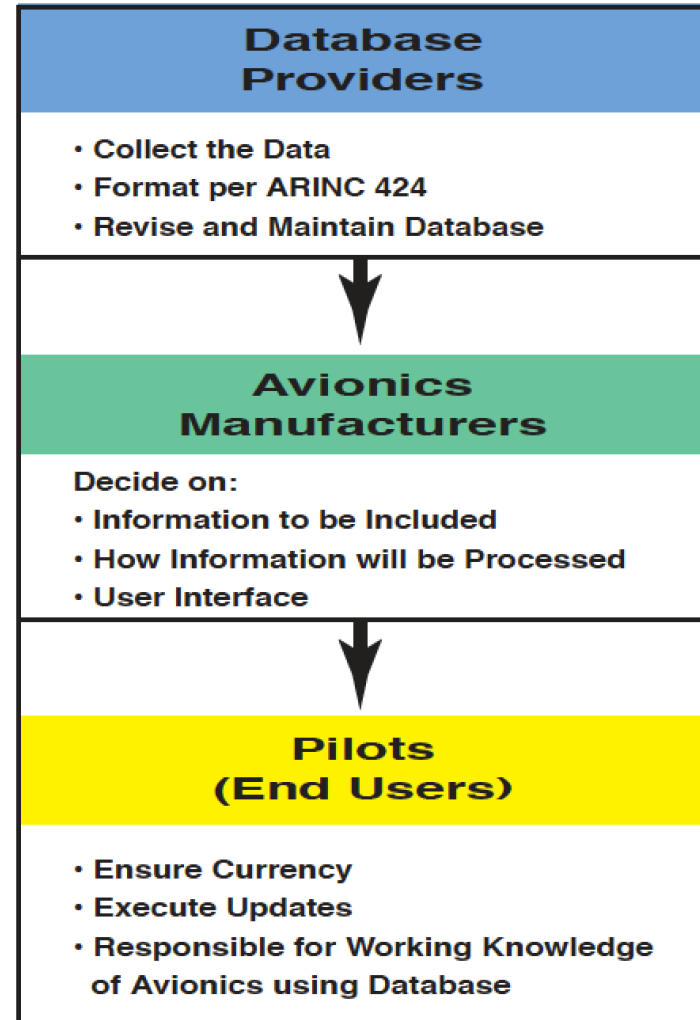 Database
Providers
• Collect the Data
• Format per ARINC 424
• Revise and Maintain Database
Avionics
Manufacturers
Decide on:
• Information to be Included
• How Information will be Processed
• User Interface
Pilots
(End Users)
• Ensure Currency
• Execute Updates
• Responsible for Working Knowledge
of Avionics using Database